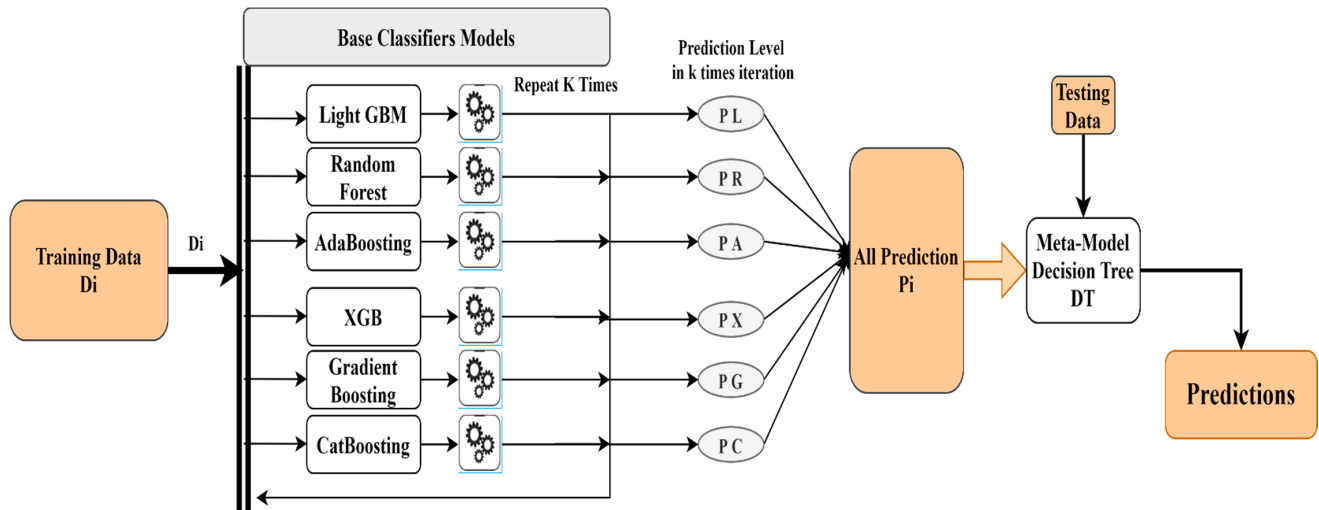 Base Classifiers Models
Prediction Level
in k times iteration
Repeat K Times
Light GBM
P L
Testing
Data
Random
Forest
P R
Training Data
Di
Di
AdaBoosting
P A
All Prediction
Pi
Meta-Model
Decision Tree
DT
XGB
P X
Gradient
Boosting
P G
Predictions
CatBoosting
P C